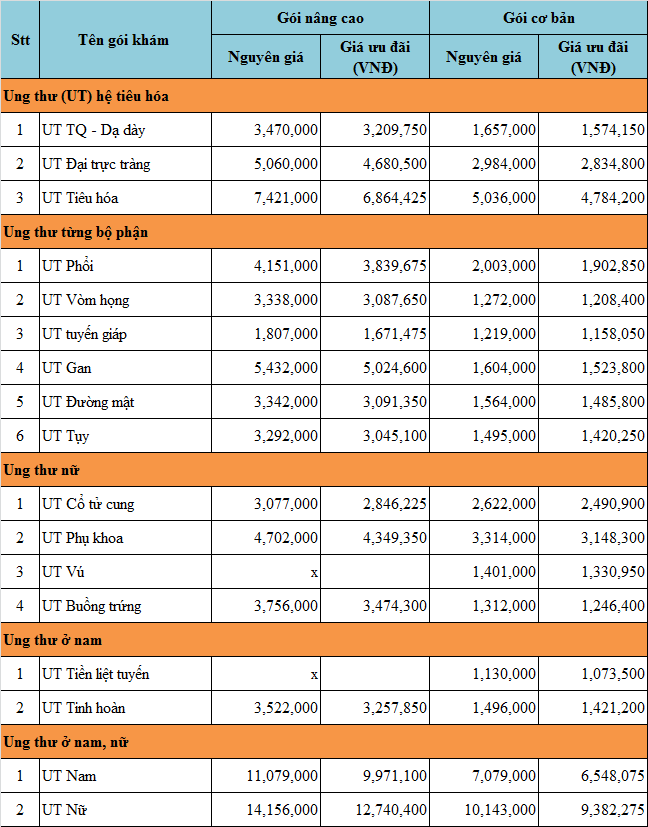 Stt Tên gói khám Gói nâng cao Gói cơ bản
Nguyên giá Giá ưu đãi (VNĐ) Nguyên giá Giá ưu đãi (VNĐ)
Ung thư (UT) hệ tiêu hóa
1 UT TQ - Dạ dày 3,470,000 3,209,750 1,657,000 1,574,150
2 UT Đại trực tràng 5,060,000 4,680,500 2,984,000 2,834,800
3 UT Tiêu hóa 7,421,000 6,864,425 5,036,000 4,784,200
Ung thư từng bộ phận
1 UT Phổi 4,151,000 3,839,675 2,003,000 1,902,850
2 UT Vòm họng 3,338,000 3,087,650 1,272,000 1,208,400
3 UT tuyến giáp 1,807,000 1,671,475 1,219,000 1,158,050
4 UT Gan 5,432,000 5,024,600 1,604,000 1,523,800
5 UT Đường mật 3,342,000 3,091,350 1,564,000 1,485,800
6 UT Tụy 3,292,000 3,045,100 1,495,000 1,420,250
Ung thư nữ
1 UT Cổ tử cung 3,077,000 2,846,225 2,622,000 2,490,900
2 UT Phụ khoa 4,702,000 4,349,350 3,314,000 3,148,300
3 UT Vú x 1,401,000 1,330,950
4 UT Buồng trứng 3,756,000 3,474,300 1,312,000 1,246,400
Ung thư ở nam
1 UT Tiền liệt tuyến x 1,130,000 1,073,500
2 UT Tinh hoàn 3,522,000 3,257,850 1,496,000 1,421,200
Ung thư ở nam, nữ
1 UT Nam 11,079,000 9,971,100 7,079,000 6,548,075
2 UT Nữ 14,156,000 12,740,400 10,143,000 9,382,275